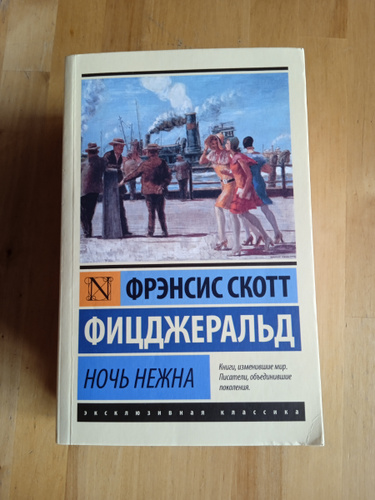 N
ФРЭНСИС СКОТТ
ФИЦДЖЕРАЛЬД
НОЧЬ НЕЖНА
Книги, изменившие мир.
Писатели, объединившие
поколения.
эксклюзивная классика